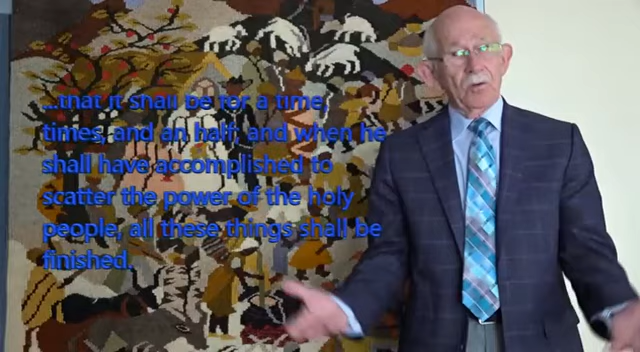 ...that it shall be for a time,
times, and an half; and when he
shall have accomplished to
scatter the power of the holy
people, all these things shall be
finished.